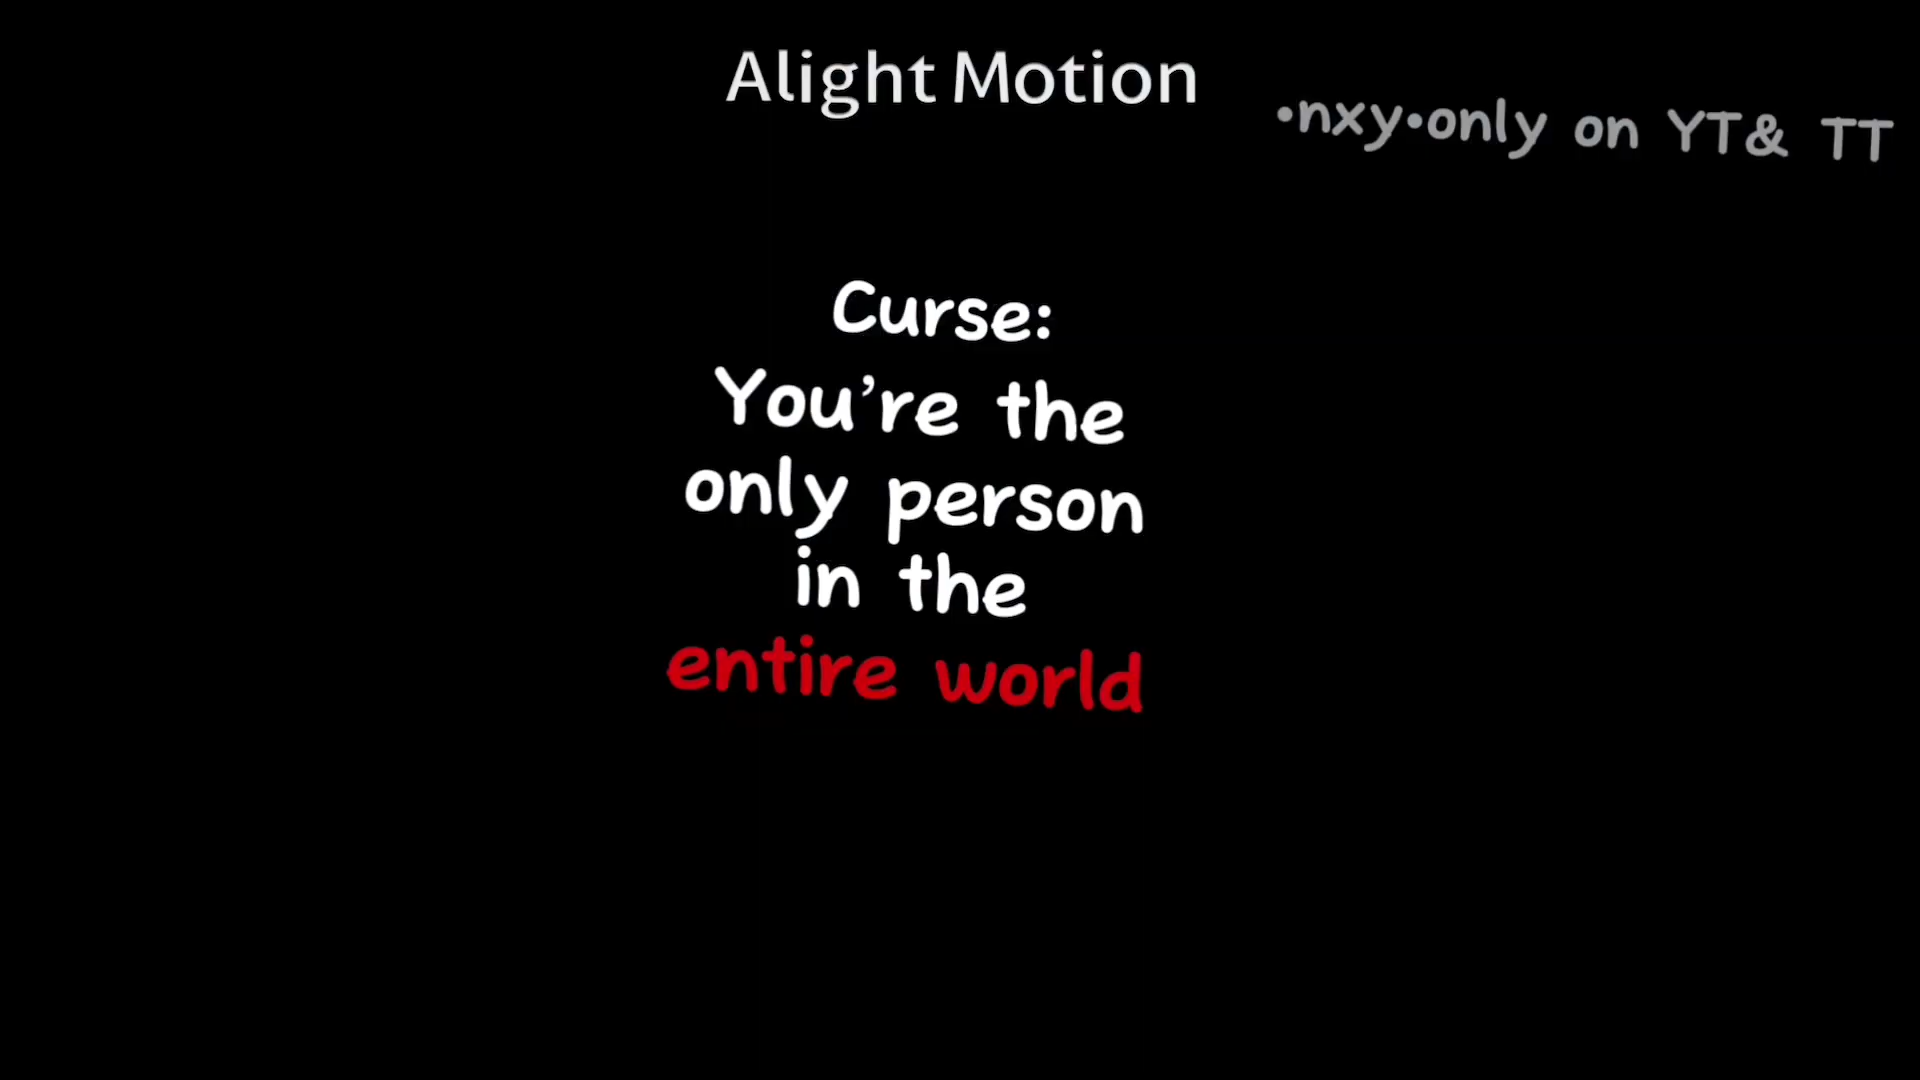 Alight Motion
•nxy•only on YT& TT
Curse:
You're the
only person
in the
entire world